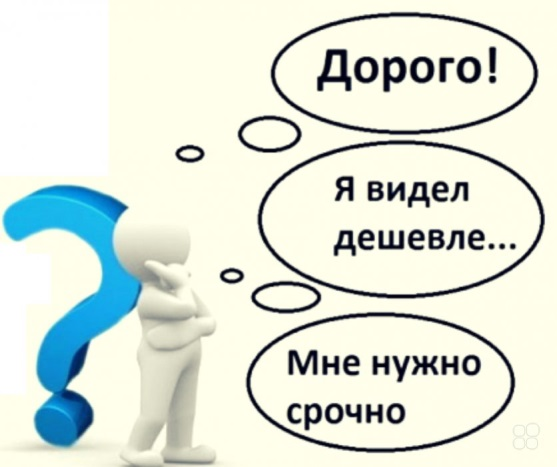 Дорого!
Я видел
дешевле...
Мне нужно
срочно